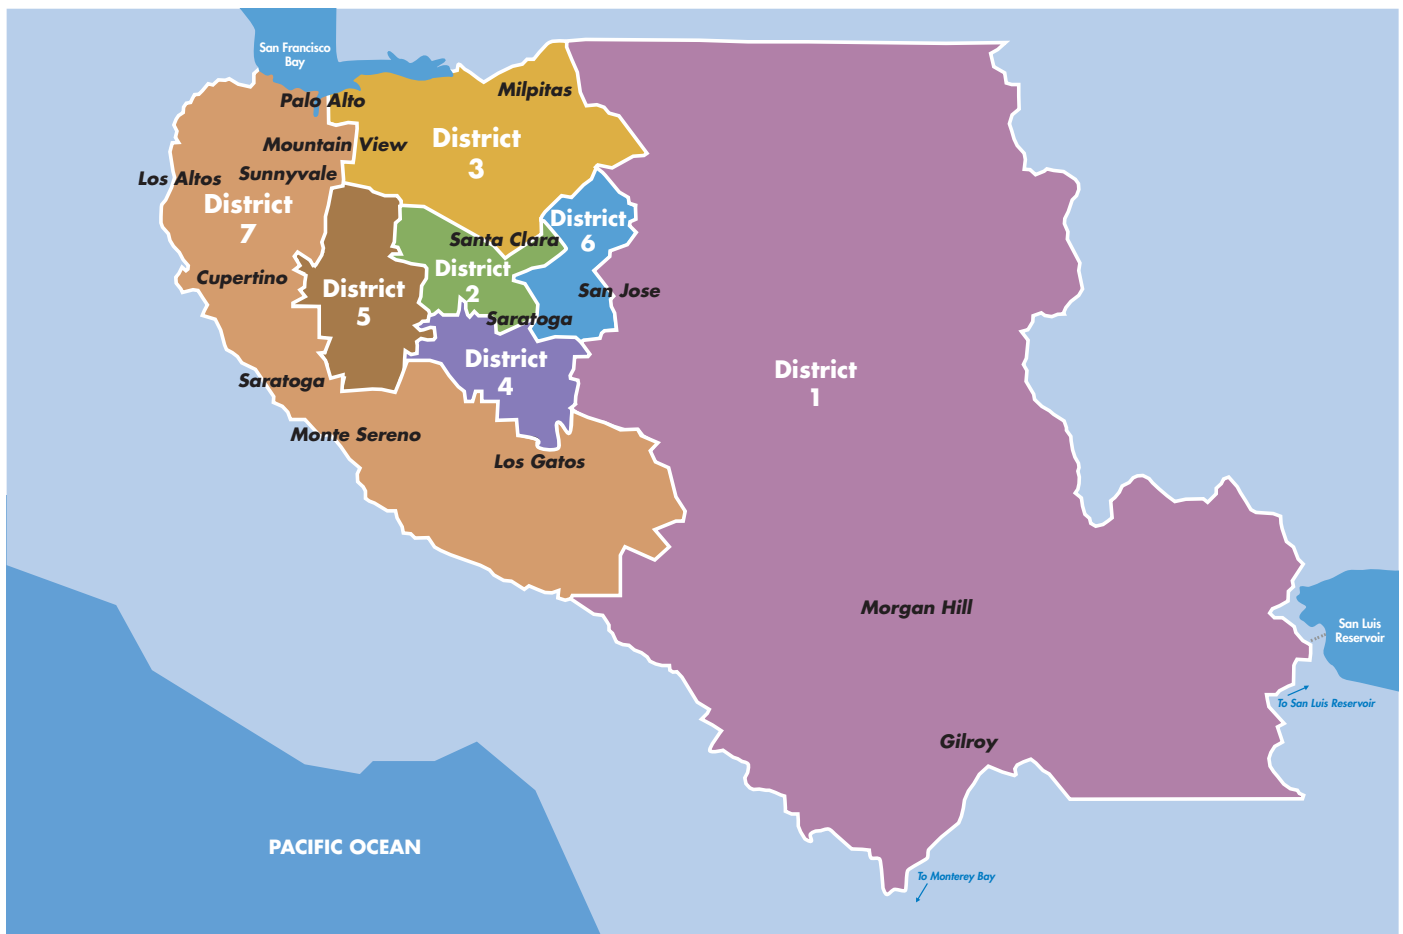 San Francisco
Bay
Milpitas
Palo Alto
District
3
Mountain View
Sunnyvale
Los Altos
District
7
District
6
Santa Clara
District
2
Cupertino
District
5
San Jose
Saratoga
District
4
District
1
Saratoga
Monte Sereno
Los Gatos
Morgan Hill
San Luis
Reservoir
To San Luis Reservoir
Gilroy
PACIFIC OCEAN
To Monterey Bay